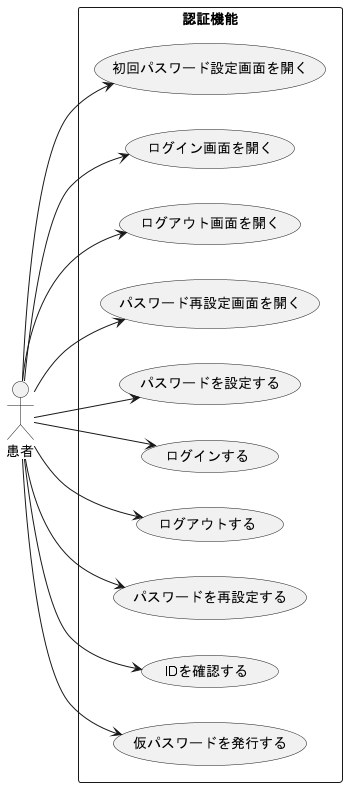 認証機能
初回パスワード設定画面を開く
ログイン画面を開く
ログアウト画面を開く
パスワード再設定画面を開く
パスワードを設定する
ログインする
患者
ログアウトする
パスワードを再設定する
IDを確認する
仮パスワードを発行する